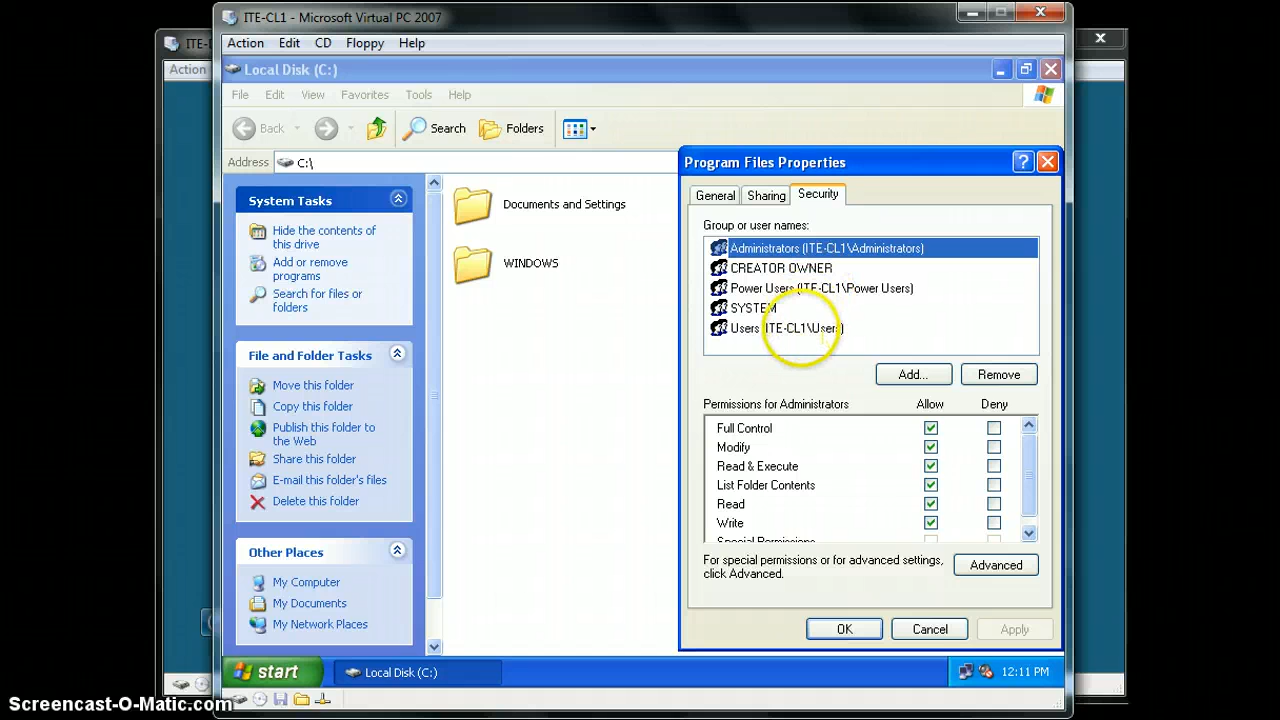 ITE-CL1 - Microsoft Virtual PC 2007
ITE-D
Action Edit CD Floppy Help
Action
Local Disk (C:)
File Edit View Favorites Tools Help
Back Search Folders
Address C:\
System Tasks
Hide the contents of
this drive
Add or remove
programs
Search for files or
folders
File and Folder Tasks
Move this folder
Copy this folder
Publish this folder to
the Web
Share this folder
E-mail this folder's files
Delete this folder
Other Places
My Computer
My Documents
My Network Places
Documents and Settings
WINDOWS
Program Files Properties
General Sharing Security
Group or user names:
Administrators (ITE-CL1\Administrators)
CREATOR OWNER
Power Users (ITE-CL1\Power Users)
SYSTEM
Users (ITE-CL1\Users)
Add... Remove
Permissions for Administrators Allow Deny
Full Control
Modify
Read & Execute
List Folder Contents
Read
Write
Special Permissions
For special permissions or for advanced settings,
click Advanced.
Advanced
OK Cancel Apply
start Local Disk (C:) 12:11 PM
Screencast-O-Matic.com